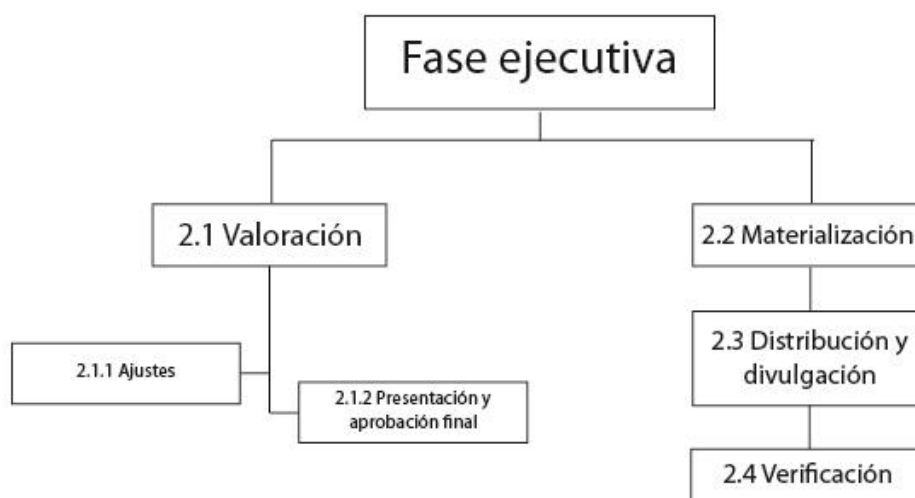 Fase ejecutiva
2.1 Valoración
2.2 Materialización
2.1.1 Ajustes
2.1.2 Presentación y
aprobación final
2.3 Distribución y
divulgación
2.4 Verificación